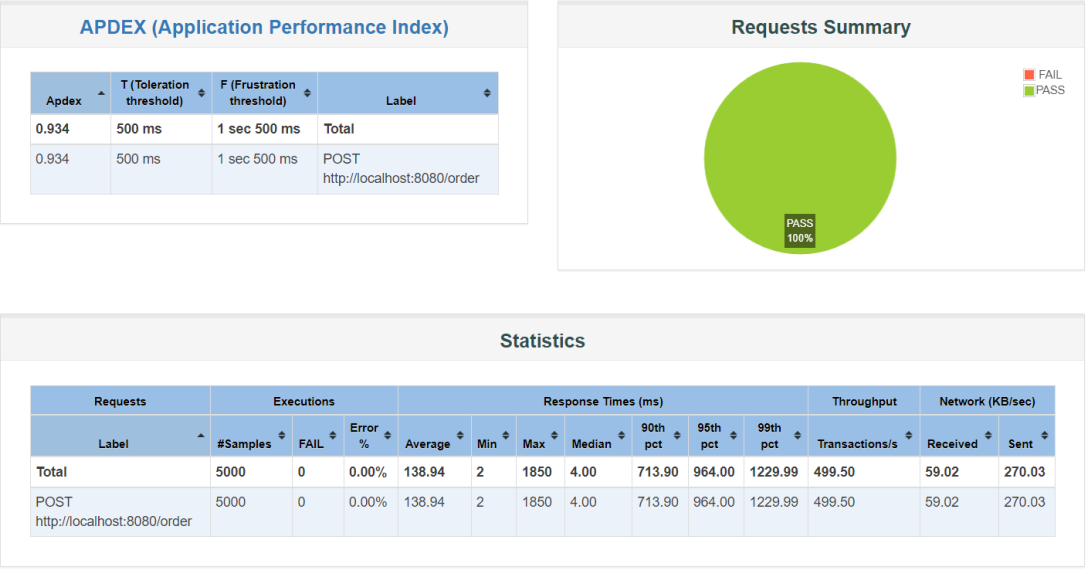 APDEX (Application Performance Index)
Apdex T (Toleration threshold) F (Frustration threshold) Label
0.934 500 ms 1 sec 500 ms Total
0.934 500 ms 1 sec 500 ms POST
http://localhost:8080/order
Requests Summary
FAIL
PASS
PASS
100%
Statistics
Requests Executions Response Times (ms) Throughput Network (KB/sec)
Label #Samples FAIL Error % Average Min Max Median 90th pct 95th pct 99th pct Transactions/s Received Sent
Total 5000 0 0.00% 138.94 2 1850 4.00 713.90 964.00 1229.99 499.50 59.02 270.03
POST 5000 0 0.00% 138.94 2 1850 4.00 713.90 964.00 1229.99 499.50 59.02 270.03
http://localhost:8080/order